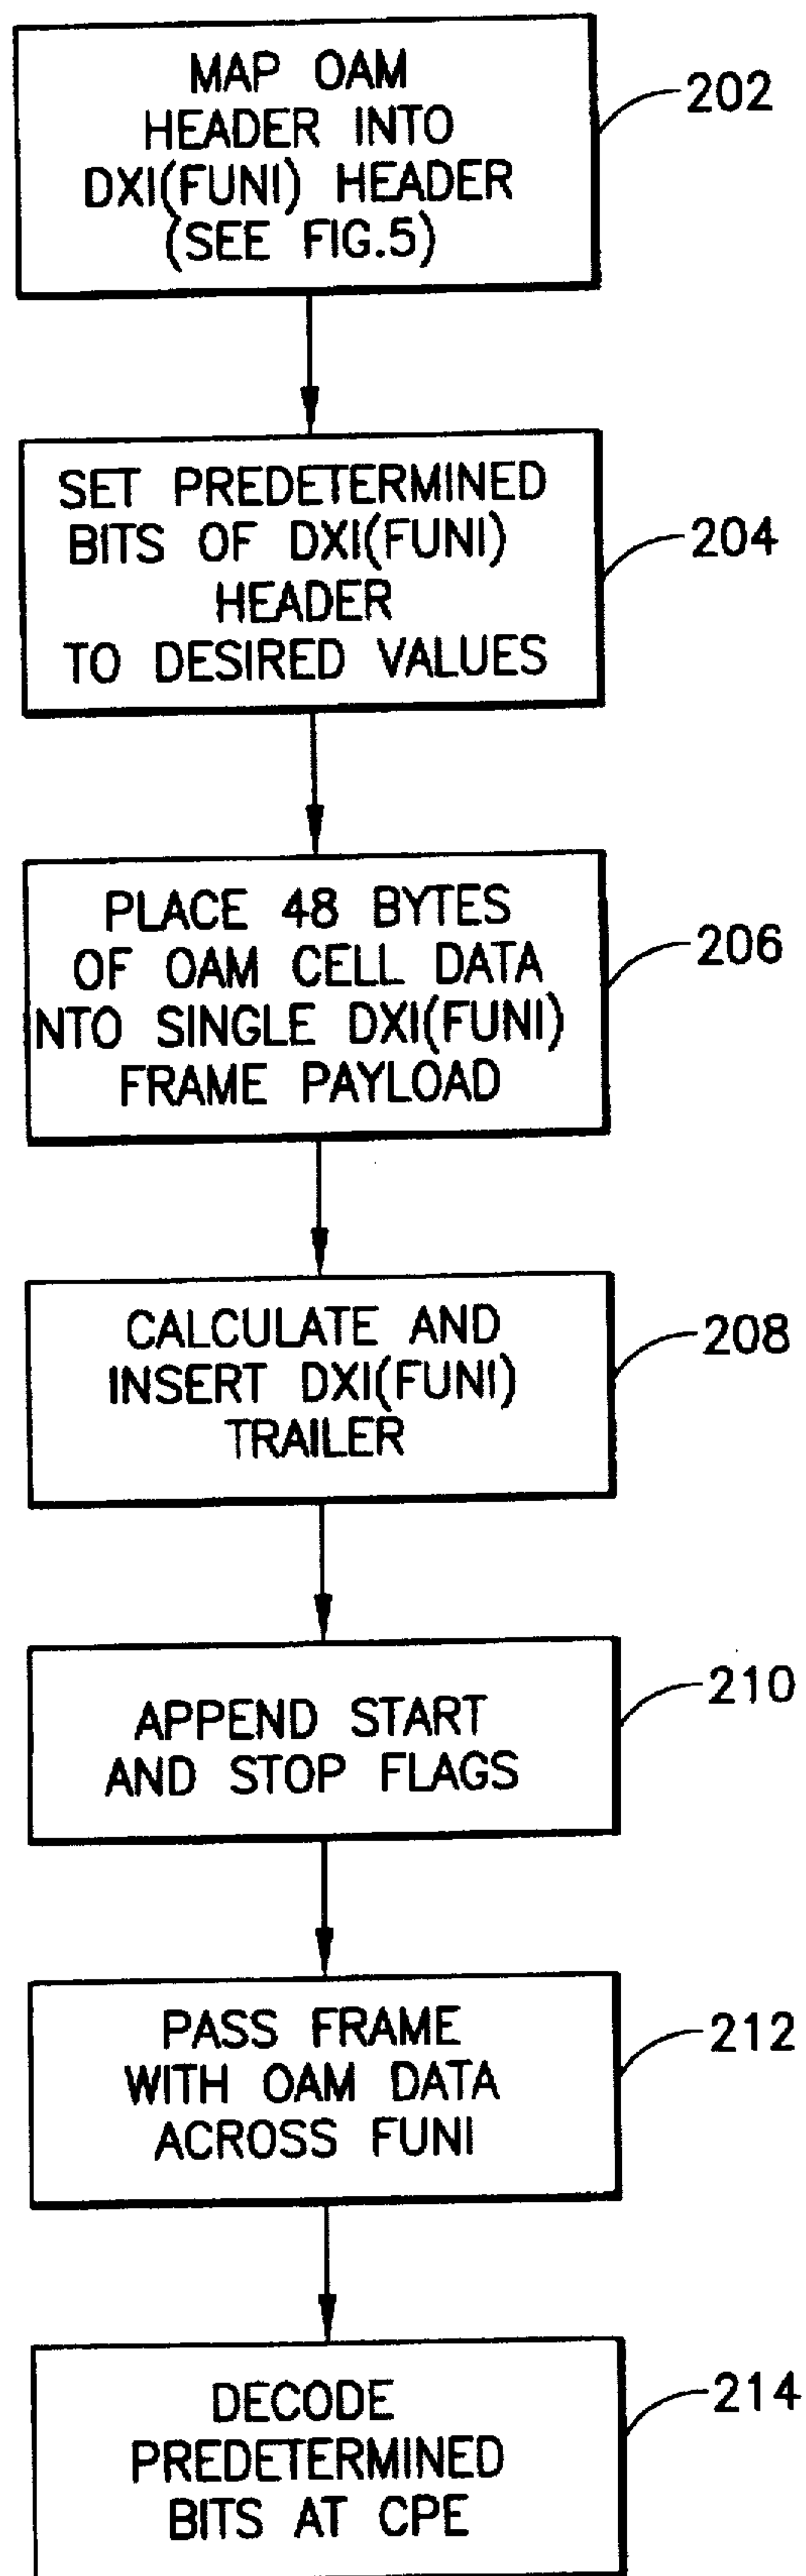 MAP OAM
HEADER INTO
DXI(FUNI) HEADER
(SEE FIG.5)
202
SET PREDETERMINED
BITS OF DXI(FUNI)
HEADER
TO DESIRED VALUES
204
PLACE 48 BYTES
OF OAM CELL DATA
NTO SINGLE DXI(FUNI)
FRAME PAYLOAD
206
CALCULATE AND
INSERT DXI(FUNI)
TRAILER
208
APPEND START
AND STOP FLAGS
210
PASS FRAME
WITH OAM DATA
ACROSS FUNI
212
DECODE
PREDETERMINED
BITS AT CPE
214